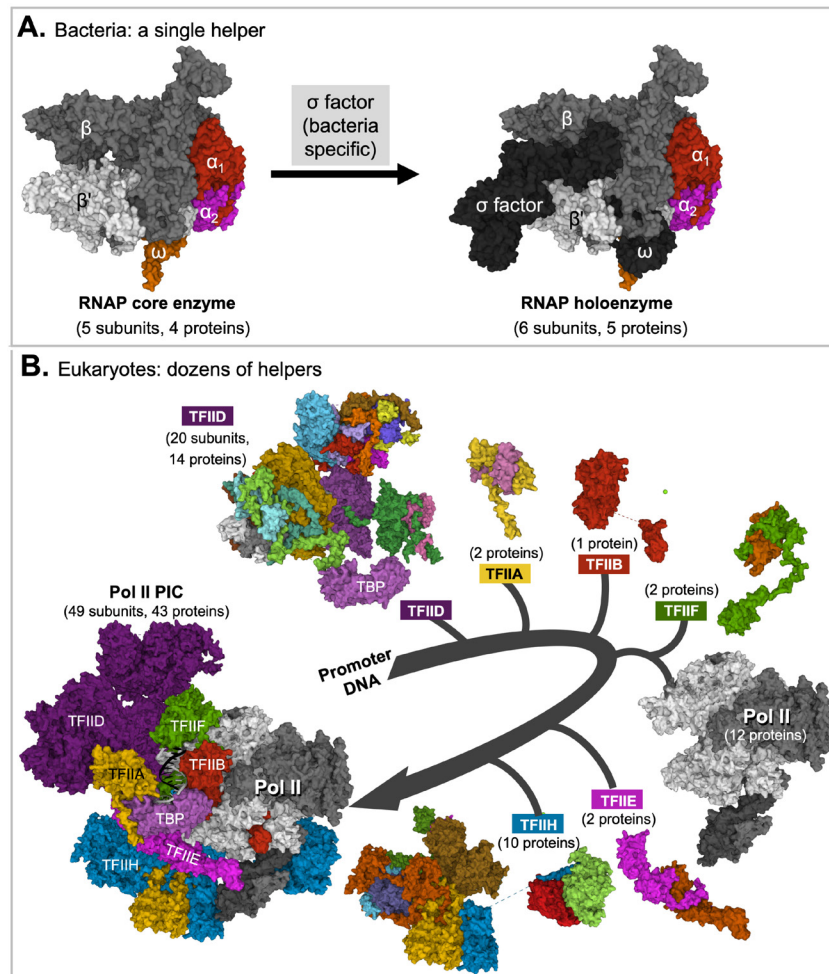 A. Bacteria: a single helper
β
β'
α1
α2
ω
RNAP core enzyme
(5 subunits, 4 proteins)
σ factor
(bacteria
specific)
β
σ factor
β'
α1
α2
ω
RNAP holoenzyme
(6 subunits, 5 proteins)
B. Eukaryotes: dozens of helpers
TFIID
(20 subunits,
14 proteins)
TBP
TFIID
(2 proteins)
TFIIA
(1 protein)
TFIIB
(2 proteins)
TFIIF
Promoter
DNA
Pol II
(12 proteins)
TFIIE
(2 proteins)
TFIIH
(10 proteins)
Pol II PIC
(49 subunits, 43 proteins)
TFIID
TFIIF
TFIIA
TFIIB
Pol II
TBP
TFIIE
TFIIH